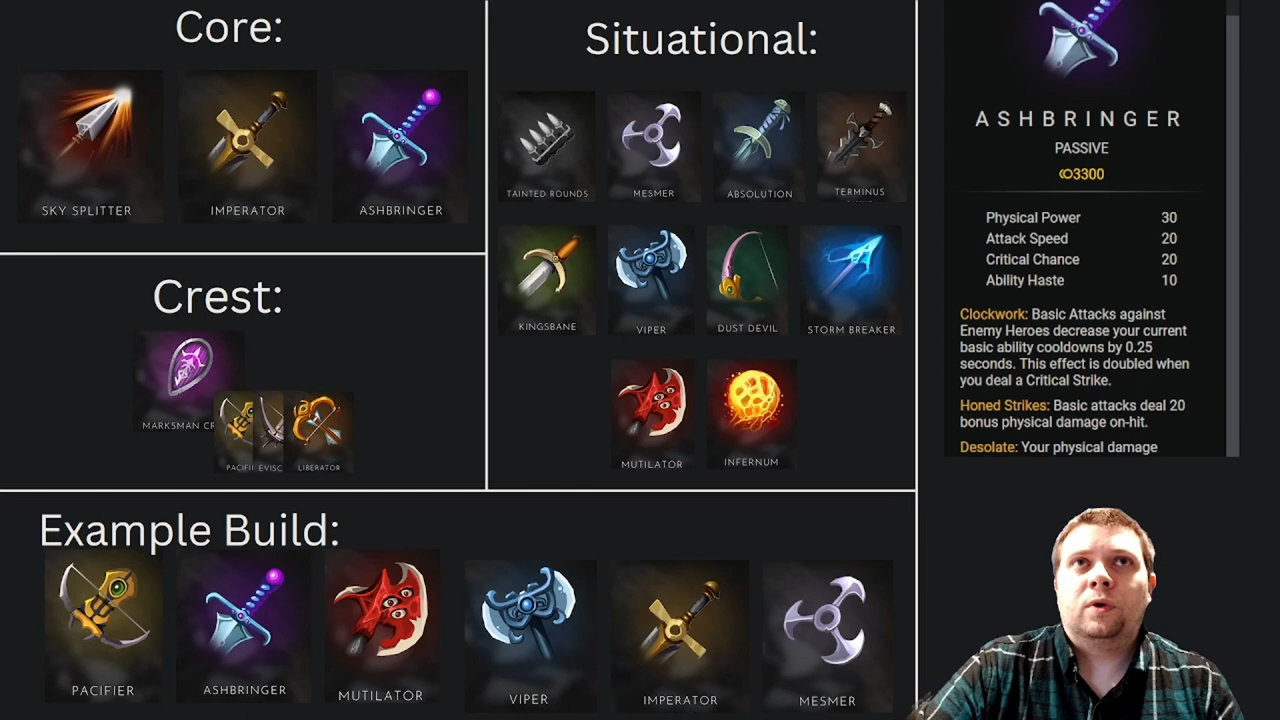 Core:
SKY SPLITTER
IMPERATOR
ASHBRINGER
Crest:
MARKSMAN CR
PACIFI
EVISC
LIBERATOR
Situational:
TAINTED ROUNDS
MESMER
ABSOLUTION
TERMINUS
KINGSBANE
VIPER
DUST DEVIL
STORM BREAKER
MUTILATOR
INFERNUM
Example Build:
PACIFIER
ASHBRINGER
MUTILATOR
VIPER
IMPERATOR
MESMER
ASHBRINGER
PASSIVE
3300
Physical Power 30
Attack Speed 20
Critical Chance 20
Ability Haste 10
Clockwork: Basic Attacks against
Enemy Heroes decrease your current
basic ability cooldowns by 0.25
seconds. This effect is doubled when
you deal a Critical Strike.
Honed Strikes: Basic attacks deal 20
bonus physical damage on-hit.
Desolate: Your physical damage